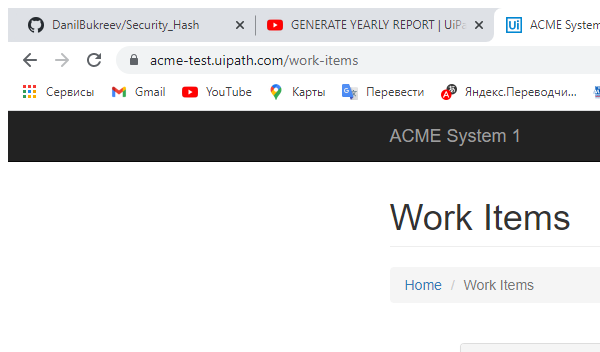 DanilBukreev/Security_Hash GENERATE YEARLY REPORT | UiPa ACME System
acme-test.uipath.com/work-items
Сервисы Gmail YouTube Карты Перевести Яндекс.Переводчи...
ACME System 1
Work Items
Home / Work Items